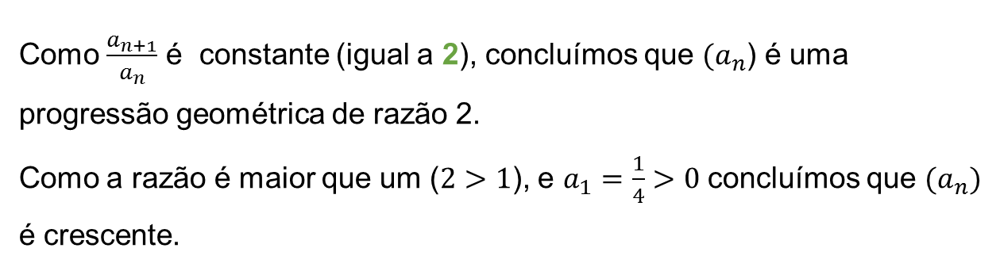 Como $\frac{a_{n+1}}{a_n}$ é constante (igual a 2), concluímos que $(a_n)$ é uma
progressão geométrica de razão 2.
Como a razão é maior que um $(2 > 1)$, e $a_1 = \frac{1}{4} > 0$ concluímos que $(a_n)$
é crescente.